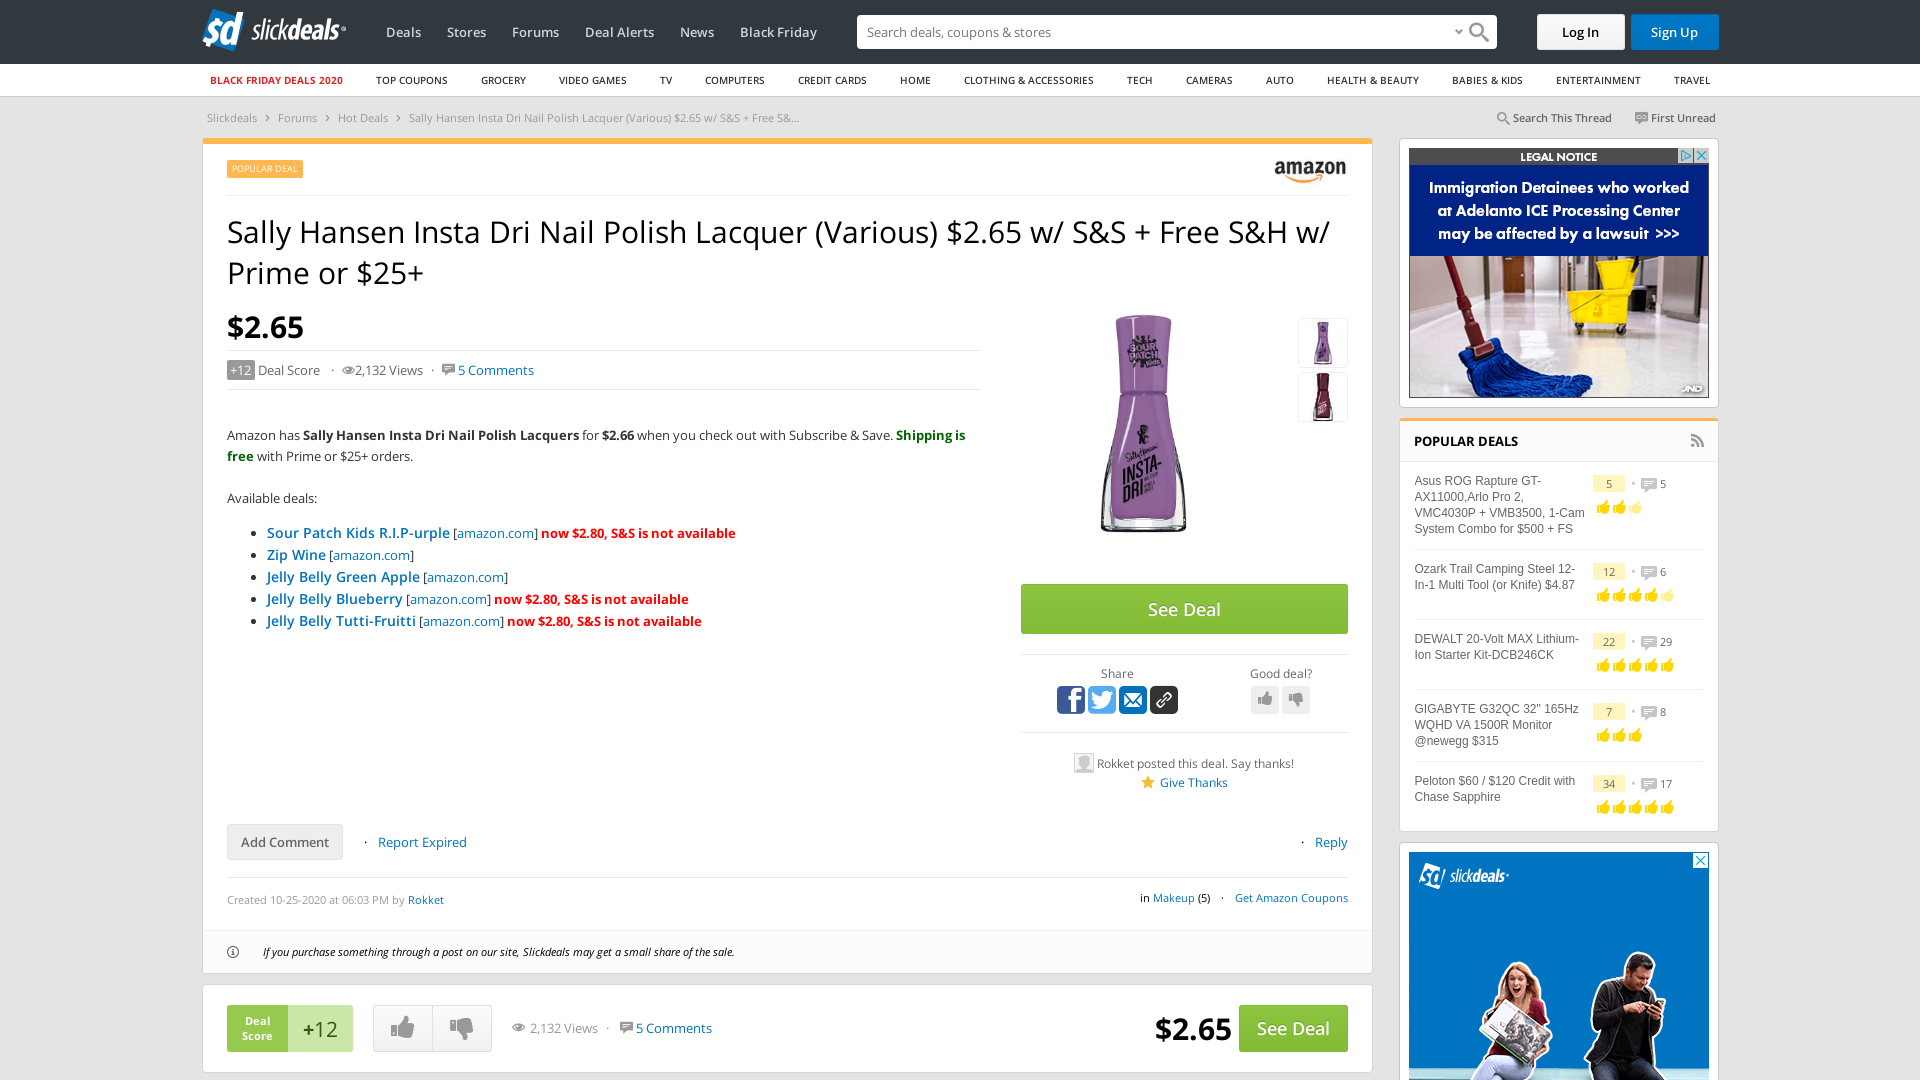 slickdeals
Deals
Stores
Forums
Deal Alerts
News
Black Friday
Search deals, coupons & stores
Log In
Sign Up
BLACK FRIDAY DEALS 2020
TOP COUPONS
GROCERY
VIDEO GAMES
TV
COMPUTERS
CREDIT CARDS
HOME
CLOTHING & ACCESSORIES
TECH
CAMERAS
AUTO
HEALTH & BEAUTY
BABIES & KIDS
ENTERTAINMENT
TRAVEL
Slickdeals › Forums › Hot Deals › Sally Hansen Insta Dri Nail Polish Lacquer (Various) $2.65 w/ S&S + Free S&...
Search This Thread
First Unread
POPULAR DEAL
amazon
Sally Hansen Insta Dri Nail Polish Lacquer (Various) $2.65 w/ S&S + Free S&H w/
Prime or $25+
$2.65
+12 Deal Score · 2,132 Views · 5 Comments
Amazon has Sally Hansen Insta Dri Nail Polish Lacquers for $2.66 when you check out with Subscribe & Save. Shipping is
free with Prime or $25+ orders.
Available deals:
Sour Patch Kids R.I.P-urple [amazon.com] now $2.80, S&S is not available
Zip Wine [amazon.com]
Jelly Belly Green Apple [amazon.com]
Jelly Belly Blueberry [amazon.com] now $2.80, S&S is not available
Jelly Belly Tutti-Fruitti [amazon.com] now $2.80, S&S is not available
SOUR
PATCH
Kids
Sally Hansen
INSTA-
DRI
See Deal
Share
Good deal?
Rokket posted this deal. Say thanks!
Give Thanks
Add Comment
· Report Expired
· Reply
Created 10-25-2020 at 06:03 PM by Rokket
in Makeup (5) · Get Amazon Coupons
If you purchase something through a post on our site, Slickdeals may get a small share of the sale.
Deal
Score
+12
2,132 Views · 5 Comments
$2.65
See Deal
LEGAL NOTICE
Immigration Detainees who worked
at Adelanto ICE Processing Center
may be affected by a lawsuit >>>
JND
POPULAR DEALS
Asus ROG Rapture GT-
AX11000,Arlo Pro 2,
VMC4030P + VMB3500, 1-Cam
System Combo for $500 + FS
5 • 5
Ozark Trail Camping Steel 12-
In-1 Multi Tool (or Knife) $4.87
12 • 6
DEWALT 20-Volt MAX Lithium-
Ion Starter Kit-DCB246CK
22 • 29
GIGABYTE G32QC 32" 165Hz
WQHD VA 1500R Monitor
@newegg $315
7 • 8
Peloton $60 / $120 Credit with
Chase Sapphire
34 • 17
slickdeals